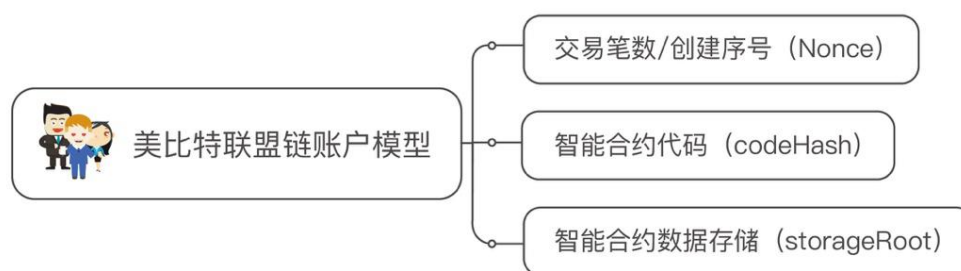 交易笔数/创建序号（Nonce）
美比特联盟链账户模型
智能合约代码（codeHash）
智能合约数据存储（storageRoot）